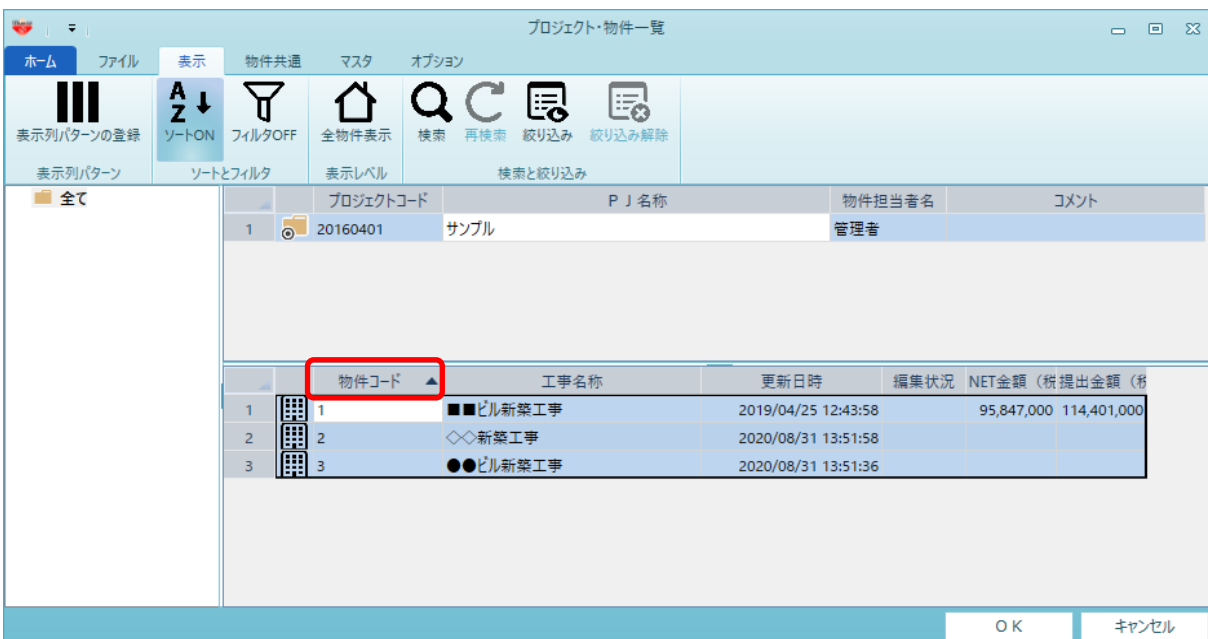 プロジェクト・物件一覧
ホーム ファイル 表示 物件共通 マスタ オプション
表示列パターンの登録 ソートON フィルタOFF 全物件表示 検索 再検索 絞り込み 絞り込み解除
表示列パターン ソートとフィルタ 表示レベル 検索と絞り込み
全て
プロジェクトコード ＰＪ名称 物件担当者名 コメント
1 20160401 サンプル 管理者
物件コード ▲ 工事名称 更新日時 編集状況 NET金額（税 提出金額（税
1 1 ■■ビル新築工事 2019/04/25 12:43:58 95,847,000 114,401,000
2 2 ◇◇新築工事 2020/08/31 13:51:58
3 3 ●●ビル新築工事 2020/08/31 13:51:36
ＯＫ キャンセル